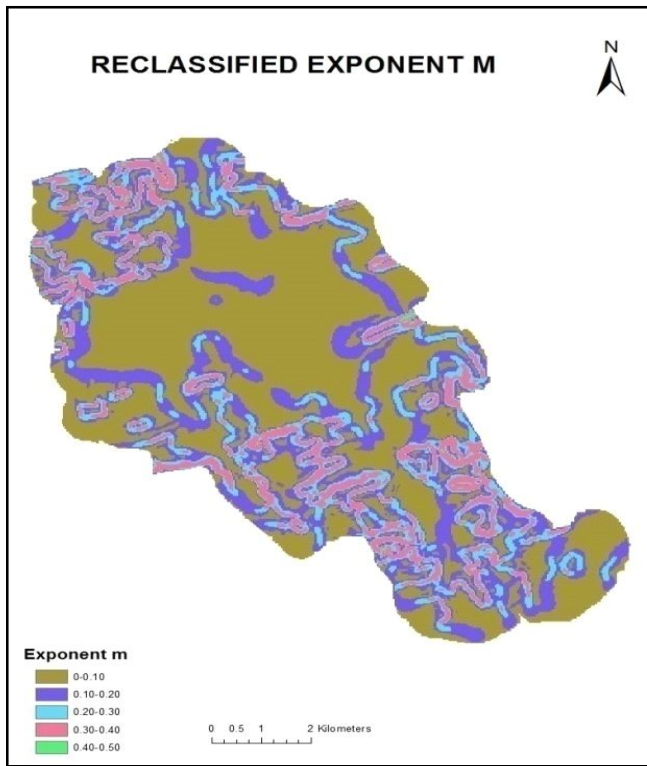 N
RECLASSIFIED EXPONENT M
Exponent m
0-0.10
0.10-0.20
0.20-0.30
0.30-0.40
0.40-0.50
0 0.5 1 2 Kilometers